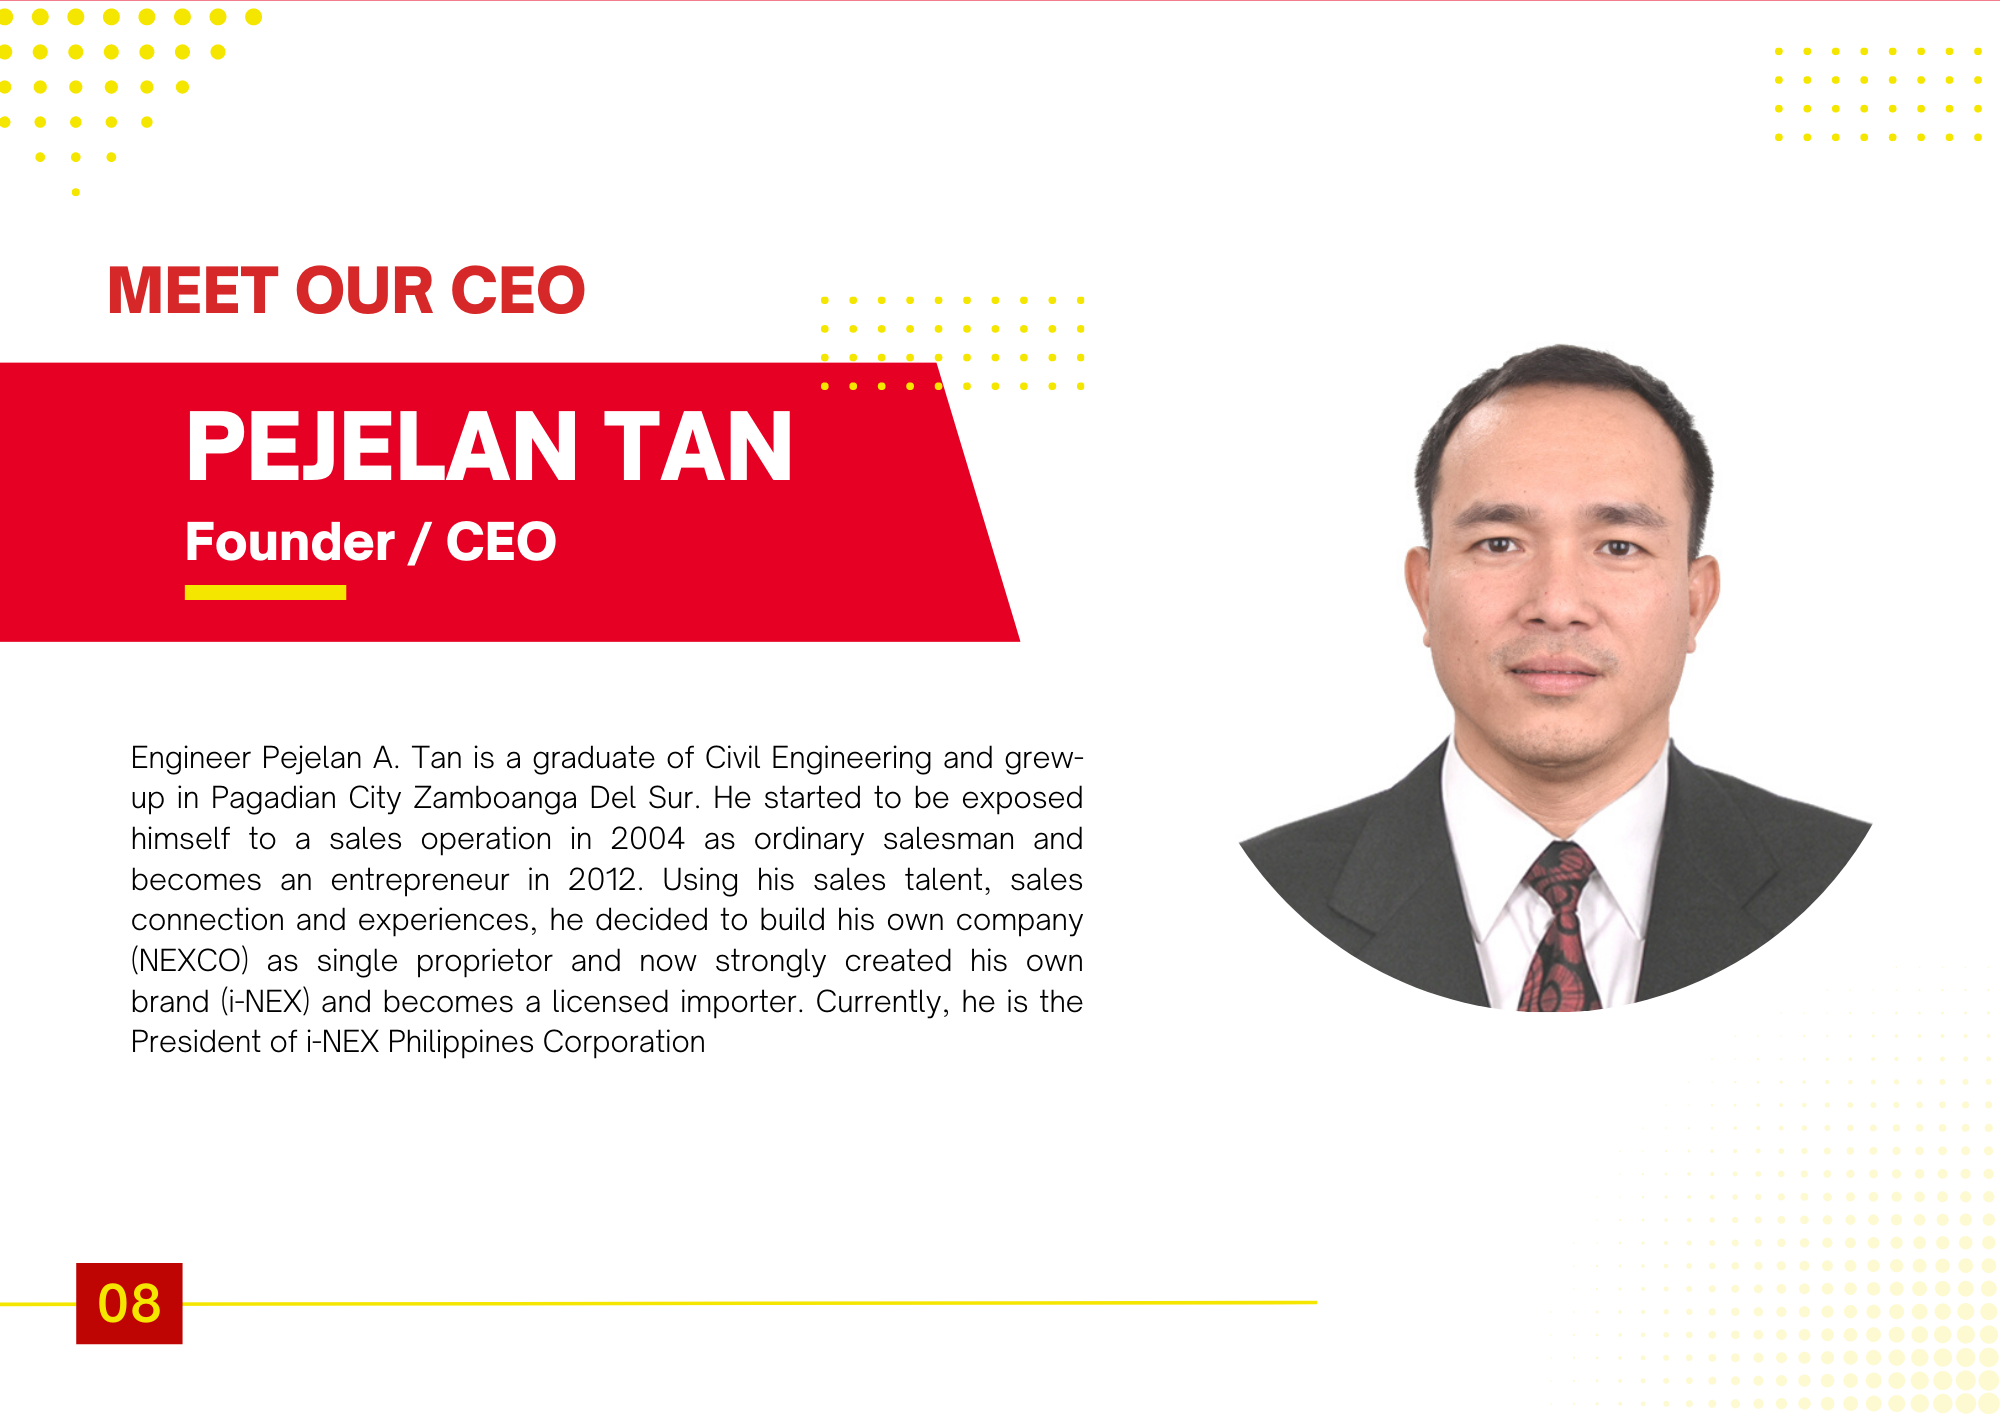 MEET OUR CEO
PEJELAN TAN
Founder / CEO
Engineer Pejelan A. Tan is a graduate of Civil Engineering and grew-
up in Pagadian City Zamboanga Del Sur. He started to be exposed
himself to a sales operation in 2004 as ordinary salesman and
becomes an entrepreneur in 2012. Using his sales talent, sales
connection and experiences, he decided to build his own company
(NEXCO) as single proprietor and now strongly created his own
brand (i-NEX) and becomes a licensed importer. Currently, he is the
President of i-NEX Philippines Corporation
08